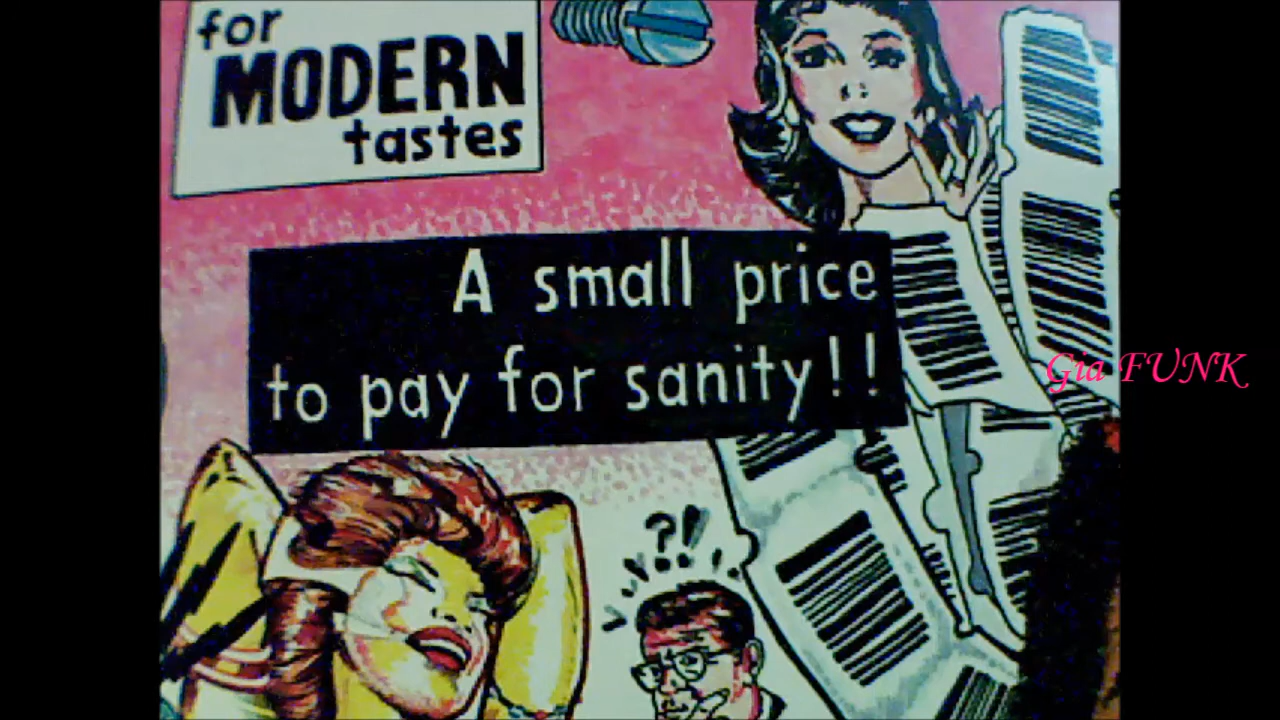 for
MODERN
tastes
A small price
to pay for sanity!!
Gia FUNK
?!